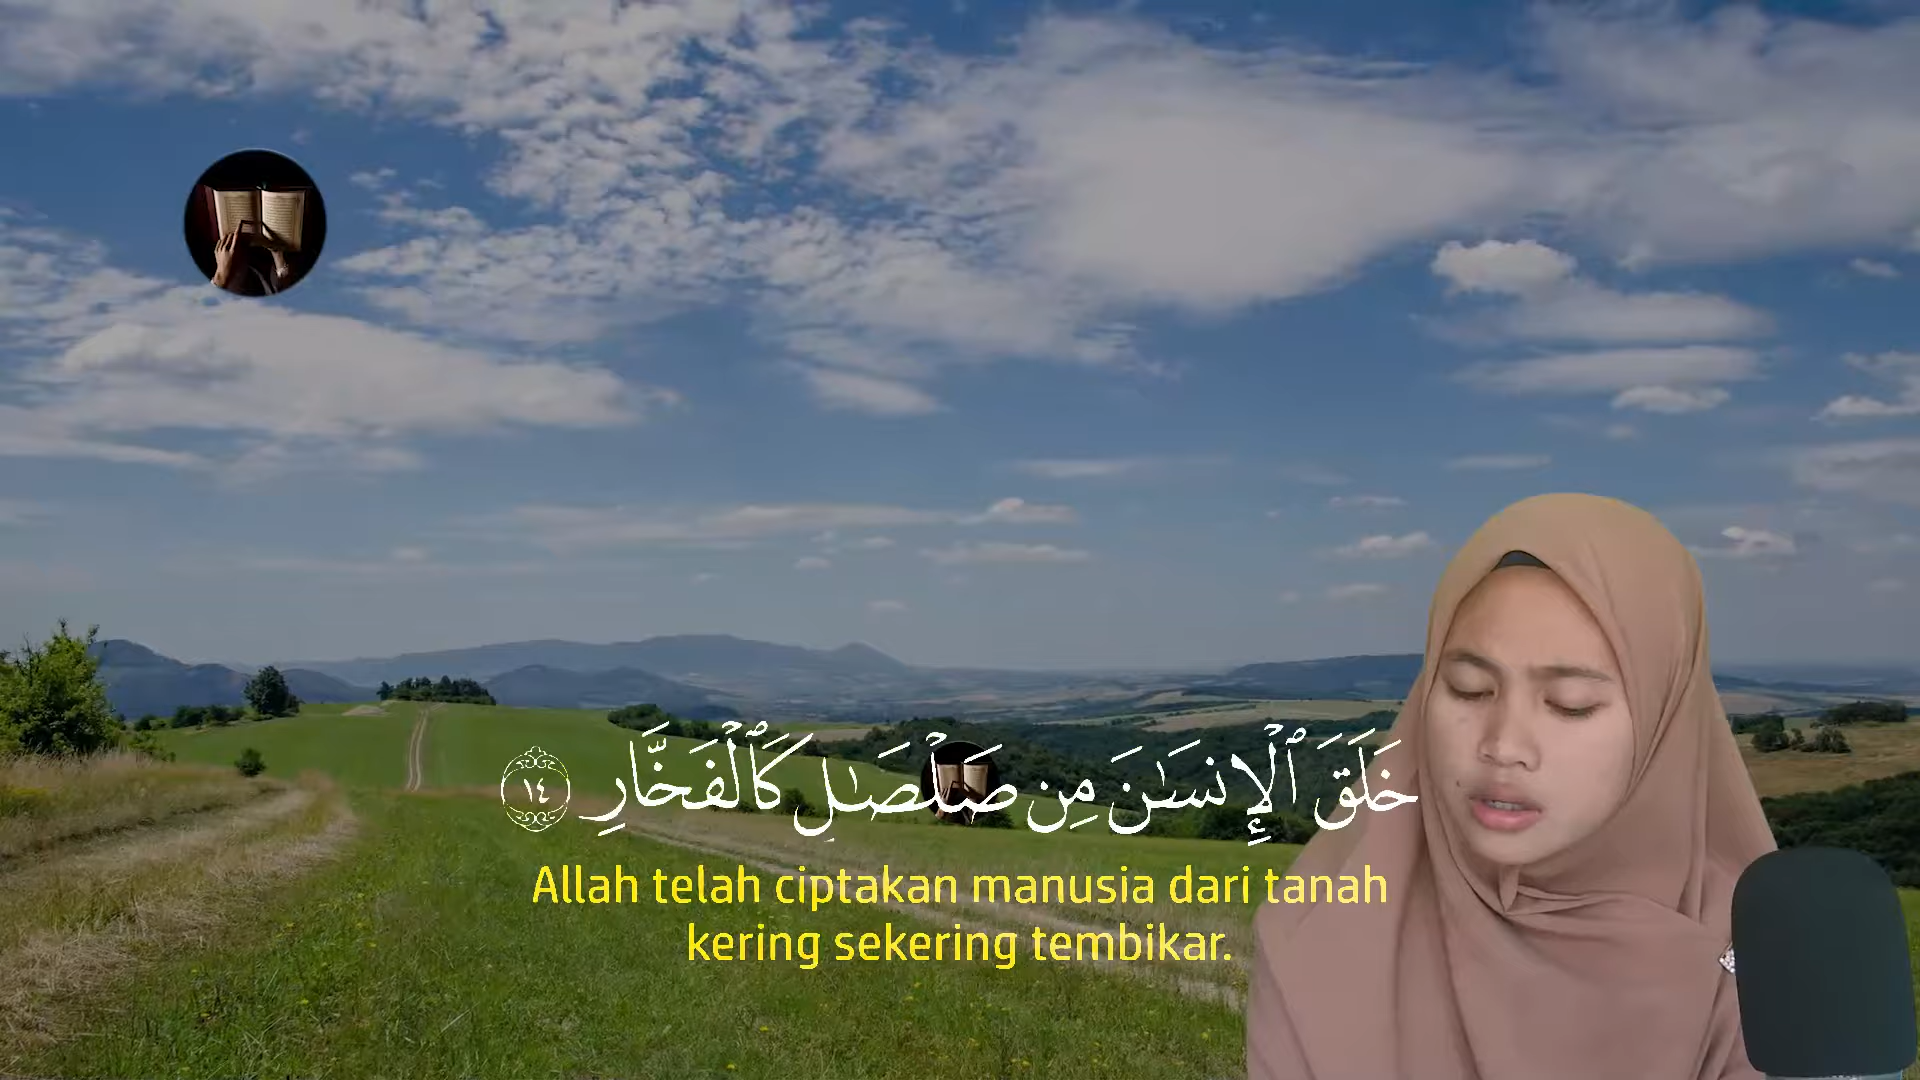 خَلَقَ ٱلْإِنسَـٰنَ مِن صَلْصَـٰلٍ كَٱلْفَخَّارِ ١٤
Allah telah ciptakan manusia dari tanah
kering sekering tembikar.